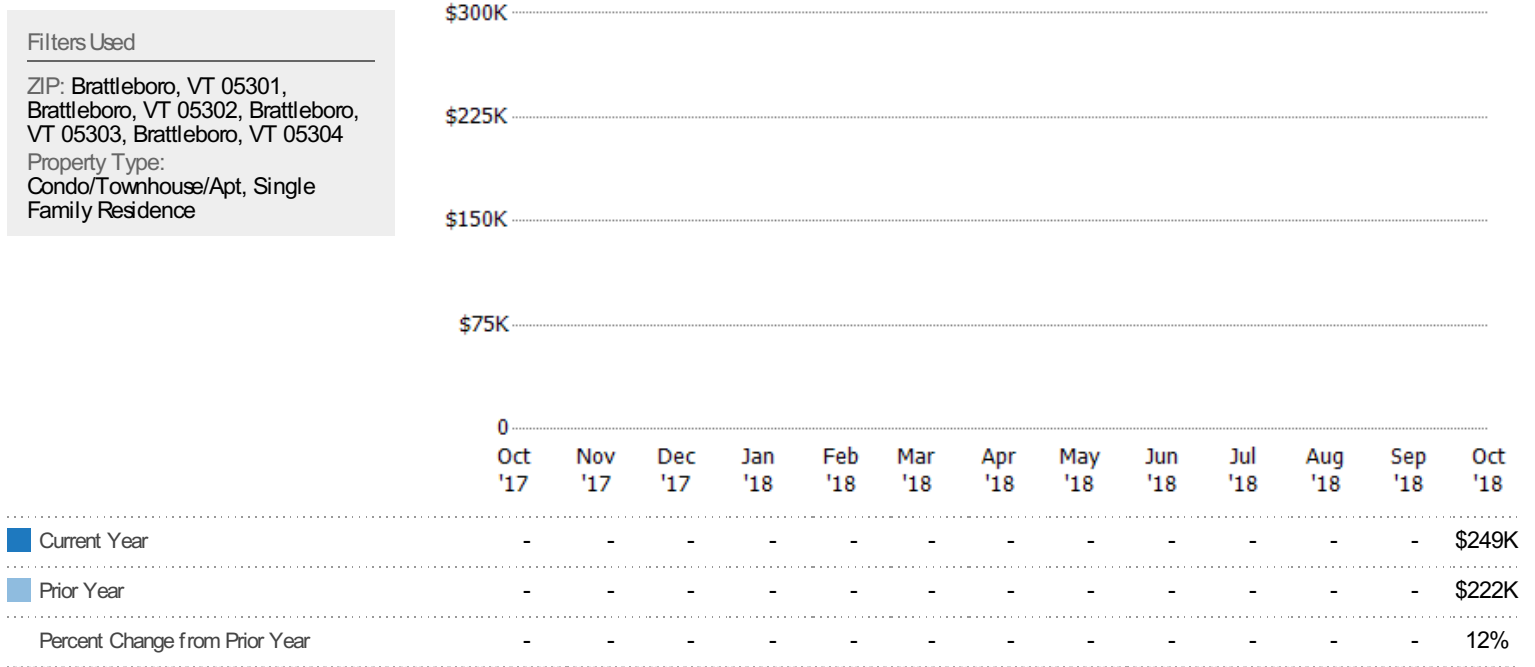 Filters Used
ZIP: Brattleboro, VT 05301,
Brattleboro, VT 05302, Brattleboro,
VT 05303, Brattleboro, VT 05304
Property Type:
Condo/Townhouse/Apt, Single
Family Residence
$300K
$225K
$150K
$75K
0
Oct Nov Dec Jan Feb Mar Apr May Jun Jul Aug Sep Oct
'17 '17 '17 '18 '18 '18 '18 '18 '18 '18 '18 '18 '18
Current Year - - - - - - - - - - - - $249K
Prior Year - - - - - - - - - - - - $222K
Percent Change from Prior Year - - - - - - - - - - - - 12%